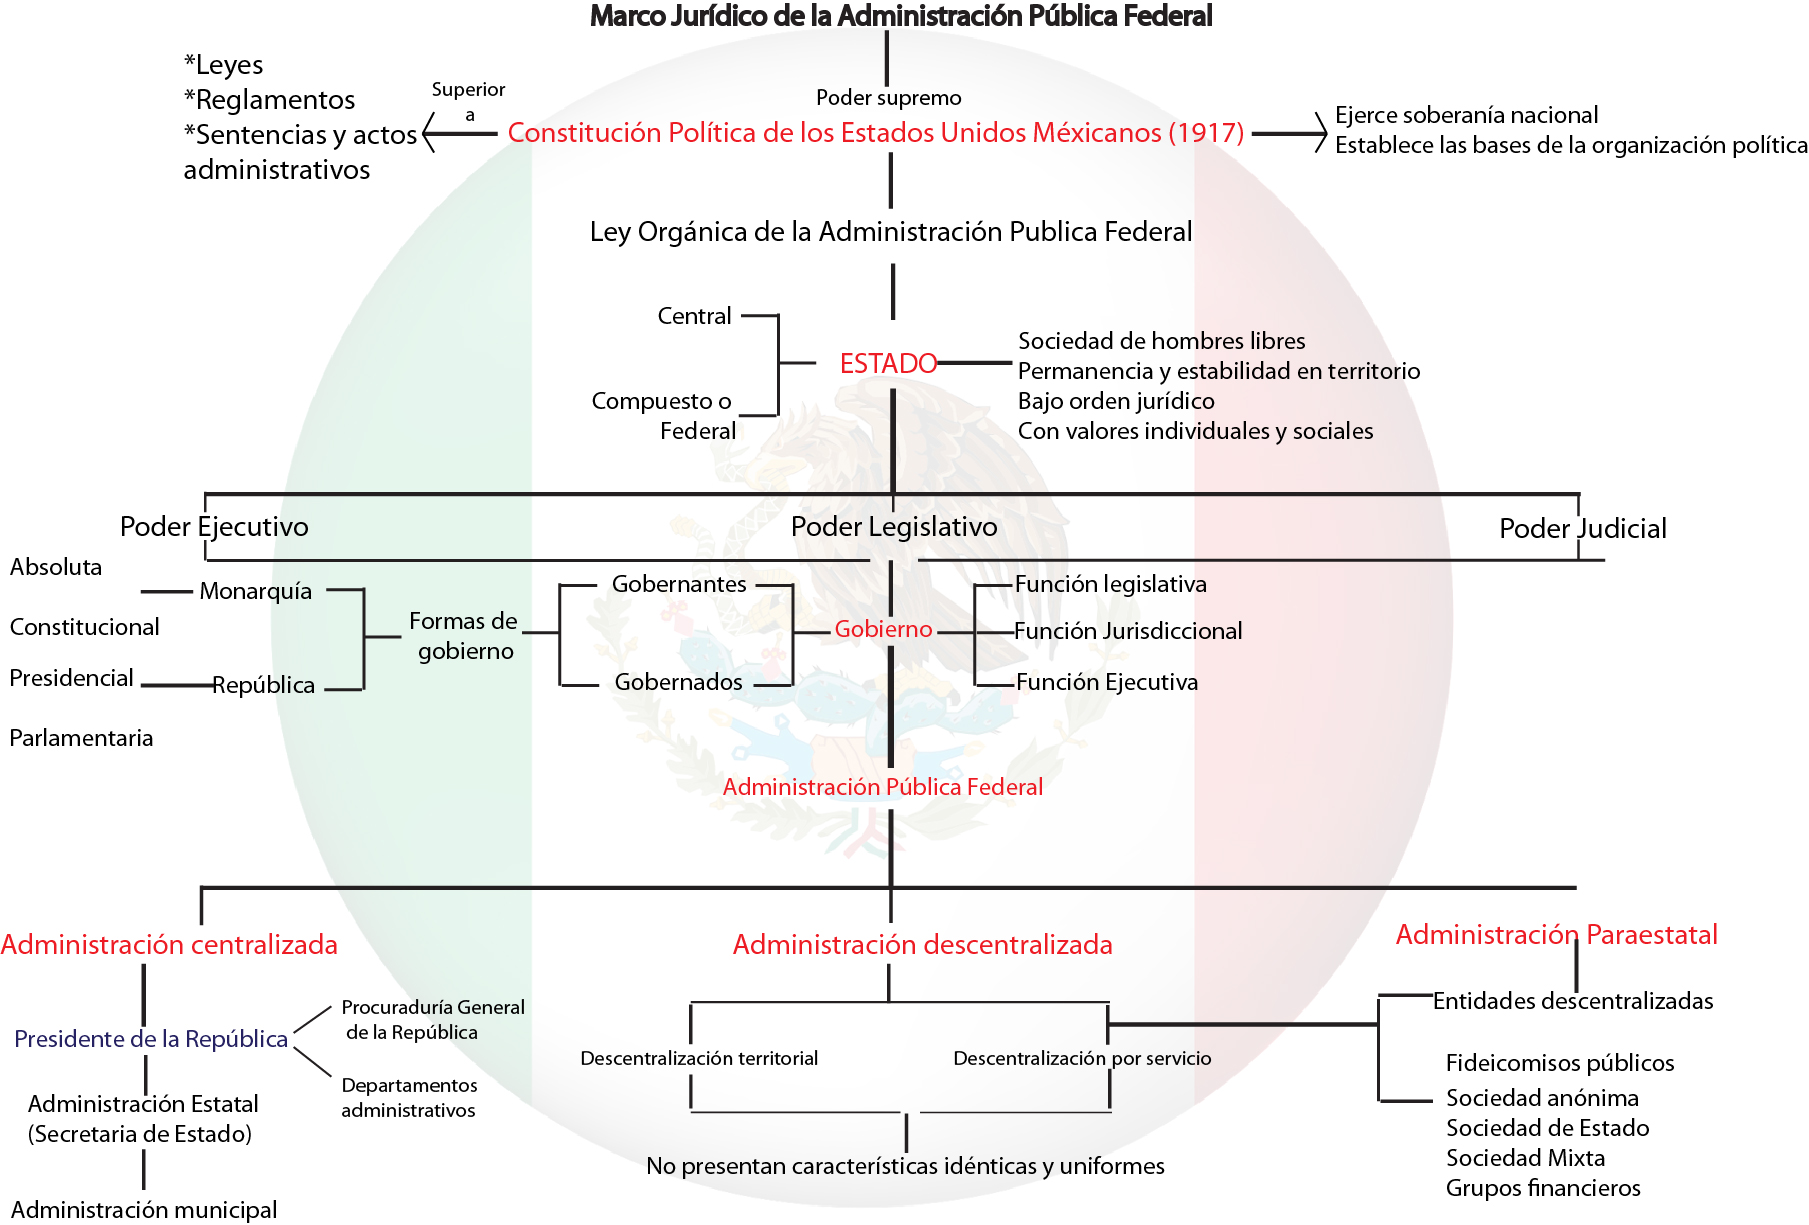 Marco Jurídico de la Administración Pública Federal
*Leyes
*Reglamentos
*Sentencias y actos
administrativos
Superior
a
Poder supremo
Constitución Política de los Estados Unidos Méxicanos (1917)
Ejerce soberanía nacional
Establece las bases de la organización política
Ley Orgánica de la Administración Publica Federal
Central
Compuesto o
Federal
ESTADO
Sociedad de hombres libres
Permanencia y estabilidad en territorio
Bajo orden jurídico
Con valores individuales y sociales
Poder Ejecutivo
Poder Legislativo
Poder Judicial
Absoluta
Constitucional
Monarquía
Presidencial
Parlamentaria
República
Formas de
gobierno
Gobernantes
Gobernados
Gobierno
Función legislativa
Función Jurisdiccional
Función Ejecutiva
Administración Pública Federal
Administración centralizada
Presidente de la República
Procuraduría General
de la República
Departamentos
administrativos
Administración Estatal
(Secretaria de Estado)
Administración municipal
Administración descentralizada
Descentralización territorial
Descentralización por servicio
No presentan características idénticas y uniformes
Administración Paraestatal
Entidades descentralizadas
Fideicomisos públicos
Sociedad anónima
Sociedad de Estado
Sociedad Mixta
Grupos financieros